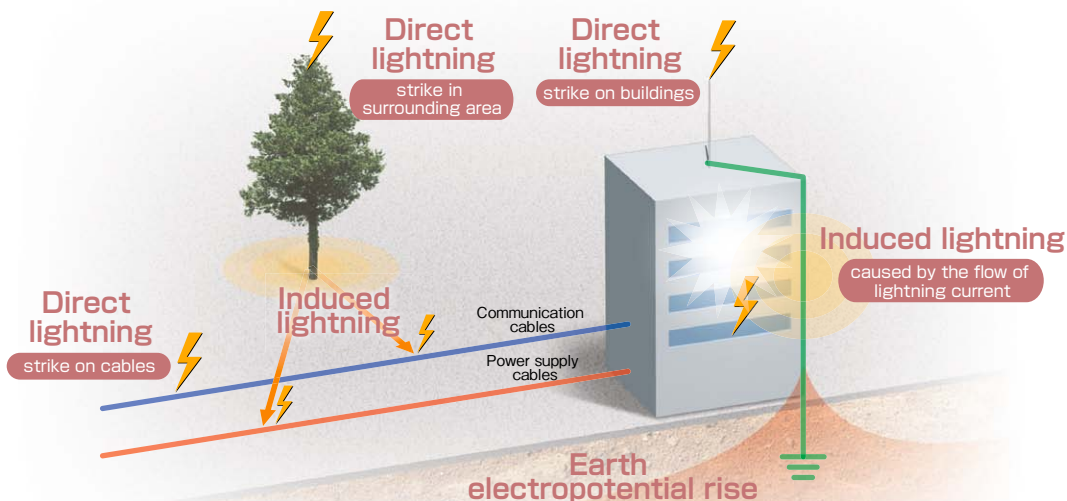 Direct
lightning
strike in
surrounding area
Direct
lightning
strike on buildings
Induced lightning
caused by the flow of
lightning current
Direct
lightning
strike on cables
Induced
lightning
Communication
cables
Power supply
cables
Earth
electropotential rise